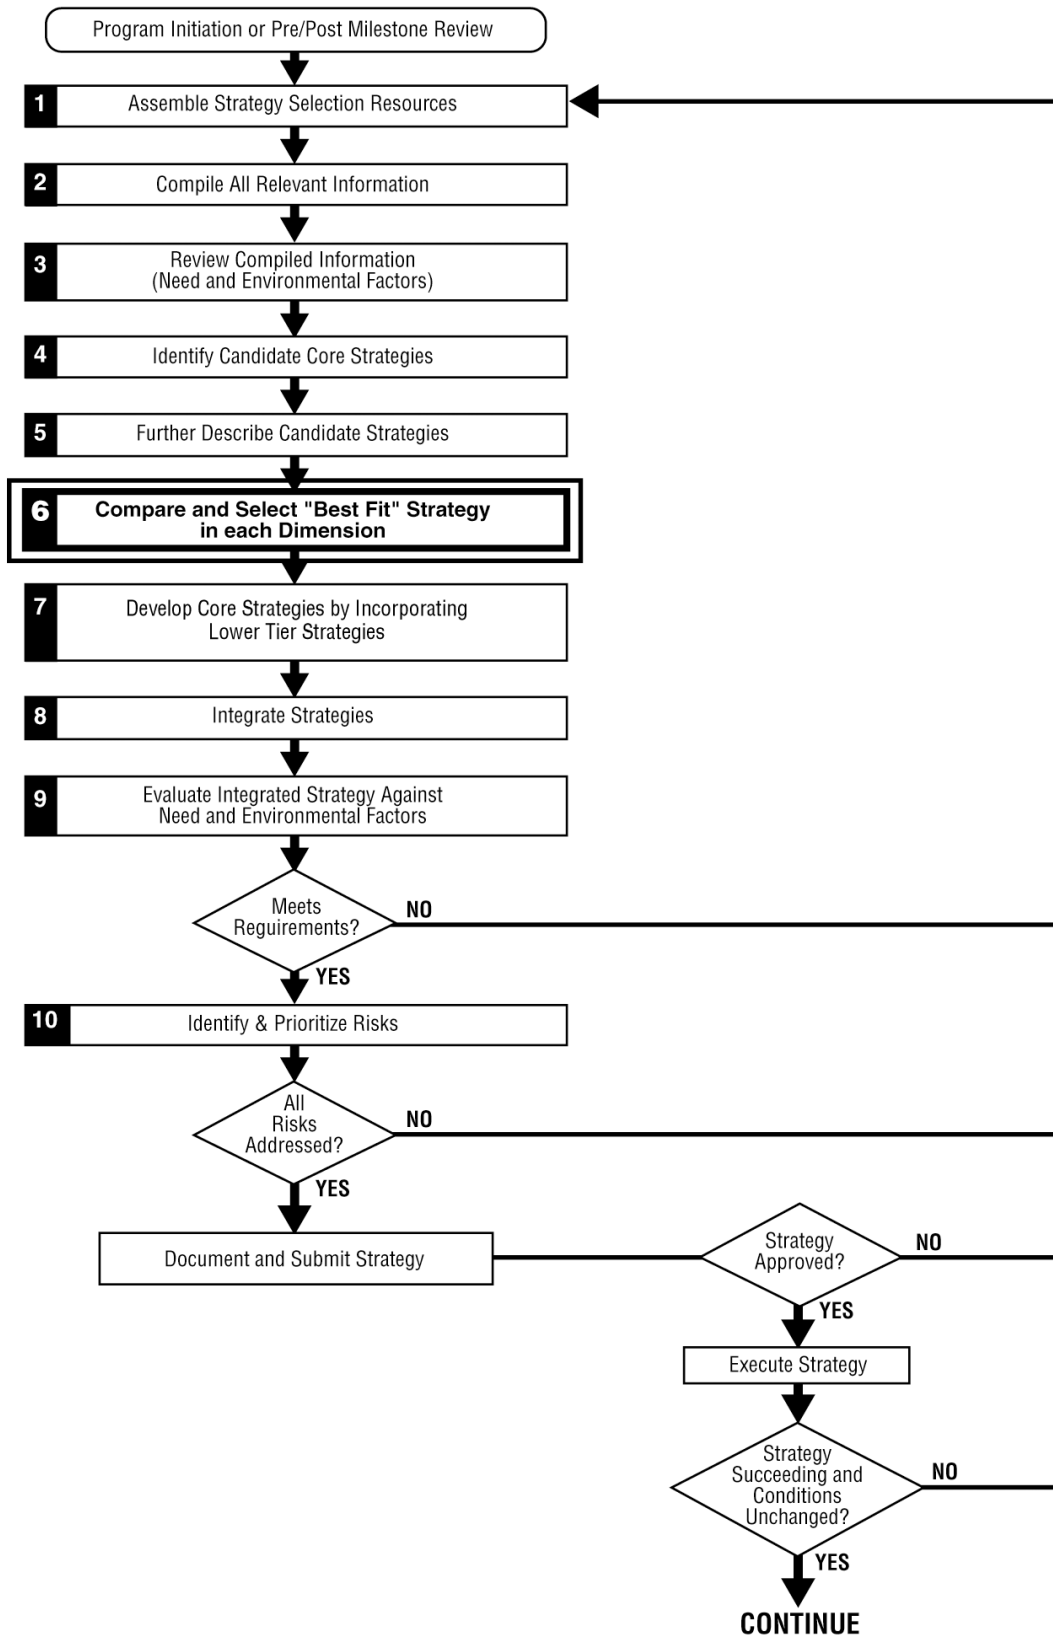 Program Initiation or Pre/Post Milestone Review
1 Assemble Strategy Selection Resources
2 Compile All Relevant Information
3 Review Compiled Information
(Need and Environmental Factors)
4 Identify Candidate Core Strategies
5 Further Describe Candidate Strategies
6 Compare and Select "Best Fit" Strategy
in each Dimension
7 Develop Core Strategies by Incorporating
Lower Tier Strategies
8 Integrate Strategies
9 Evaluate Integrated Strategy Against
Need and Environmental Factors
Meets
Reguirements?
NO
YES
10 Identify & Prioritize Risks
All
Risks
Addressed?
NO
YES
Document and Submit Strategy
Strategy
Approved?
NO
YES
Execute Strategy
Strategy
Succeeding and
Conditions
Unchanged?
NO
YES
CONTINUE